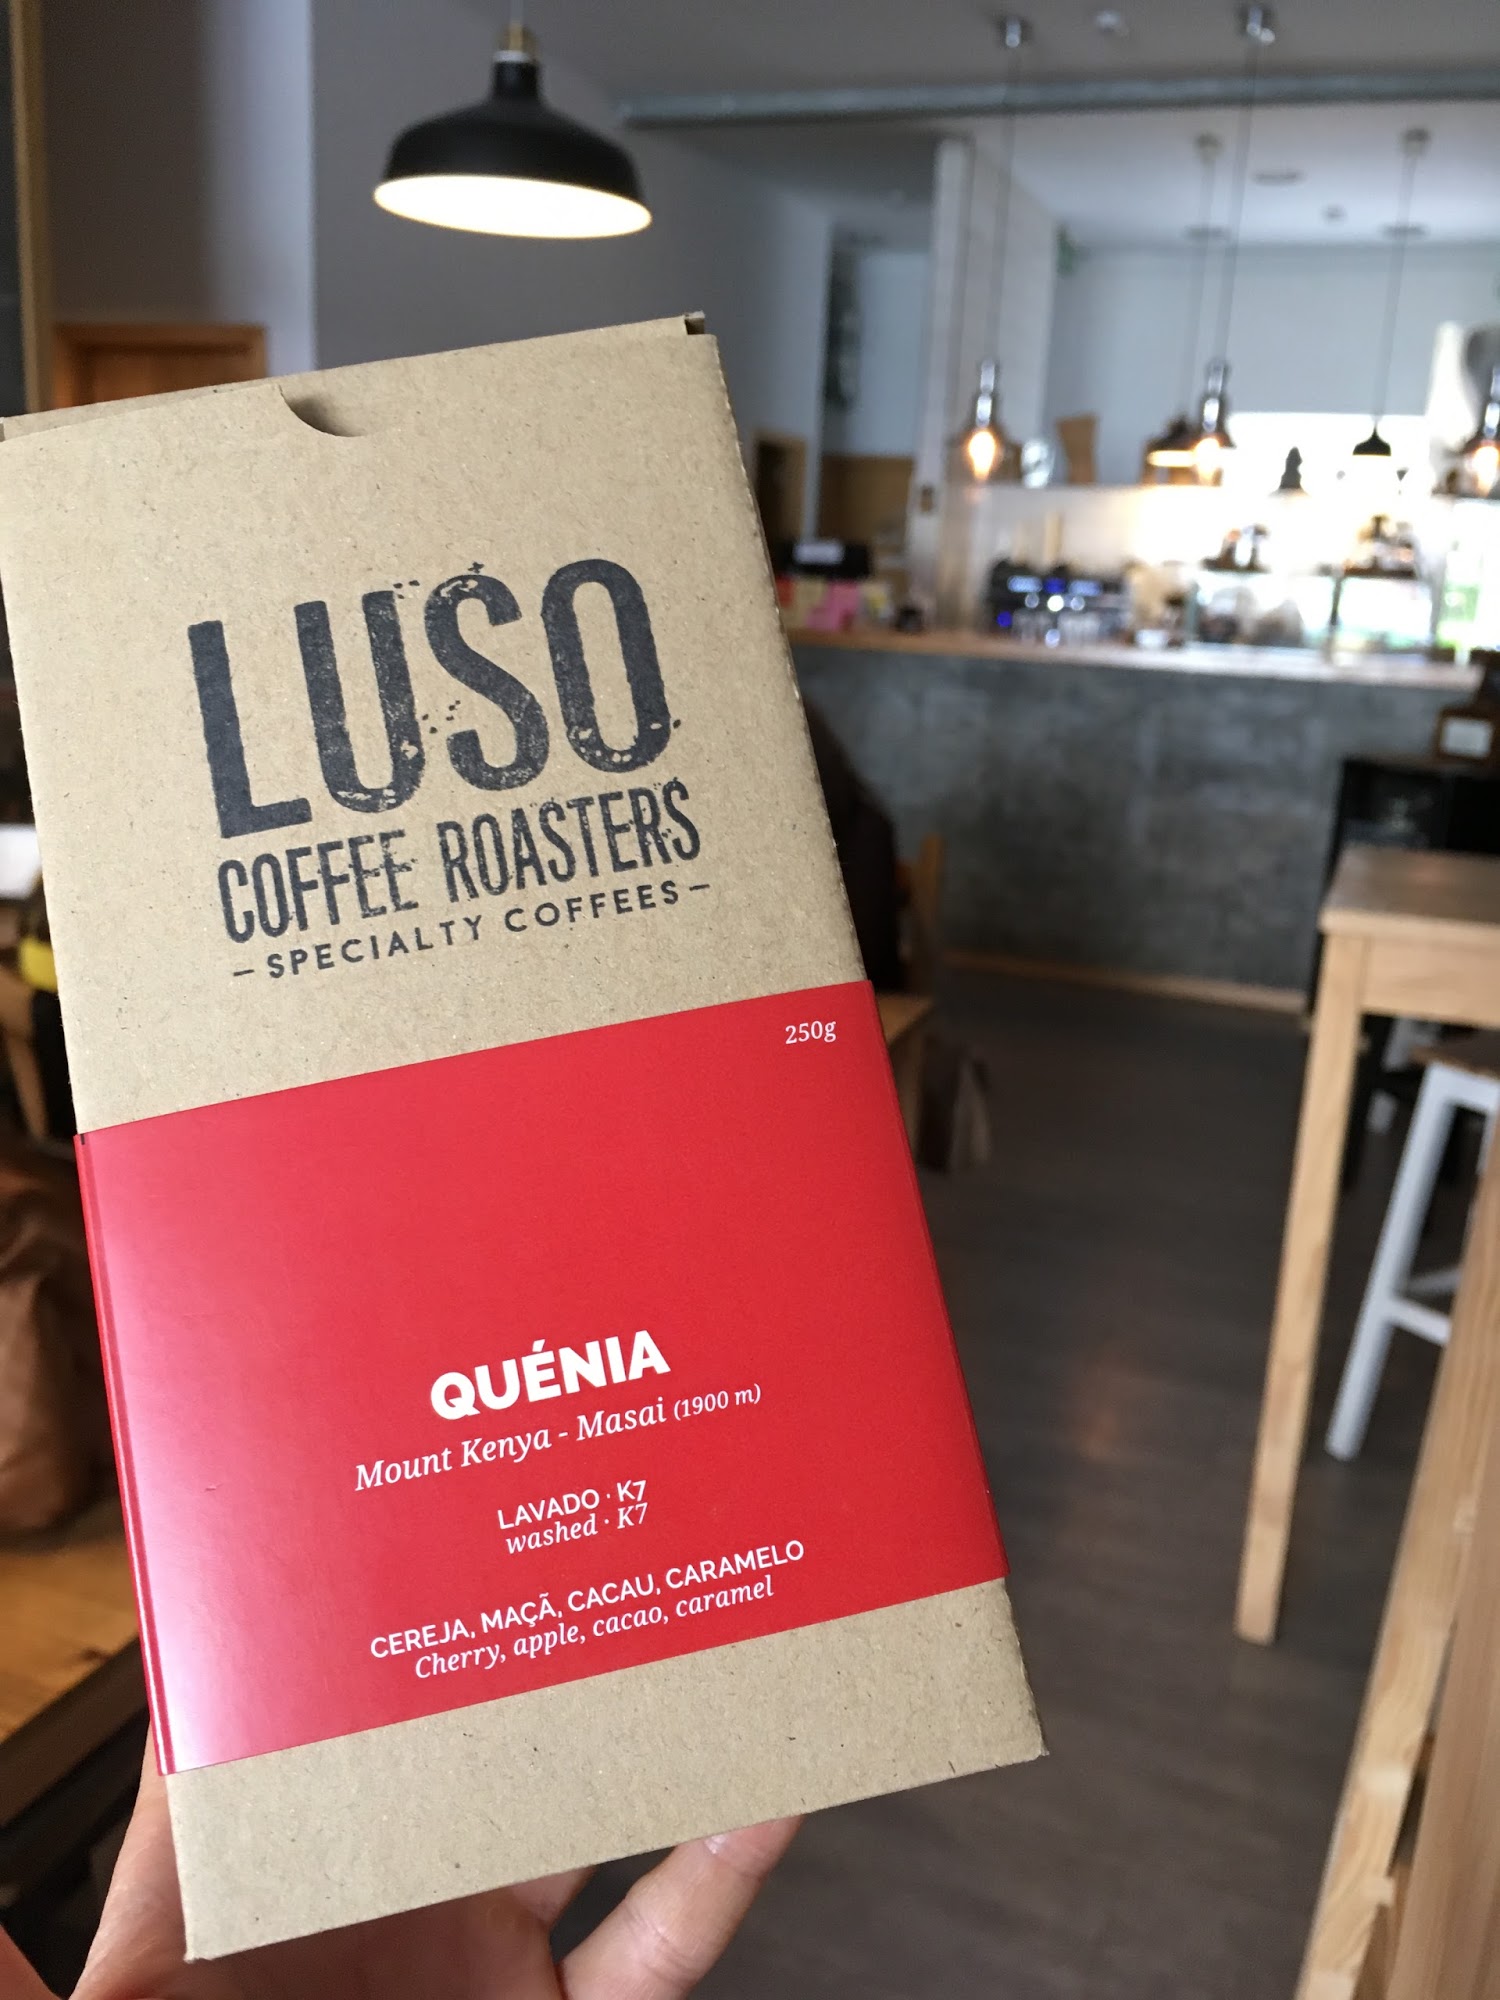 LUSO
COFFEE ROASTERS
– SPECIALTY COFFEES –
250g
QUÉNIA
Mount Kenya - Masai (1900 m)
LAVADO · K7
washed · K7
CEREJA, MAÇÃ, CACAU, CARAMELO
Cherry, apple, cacao, caramel